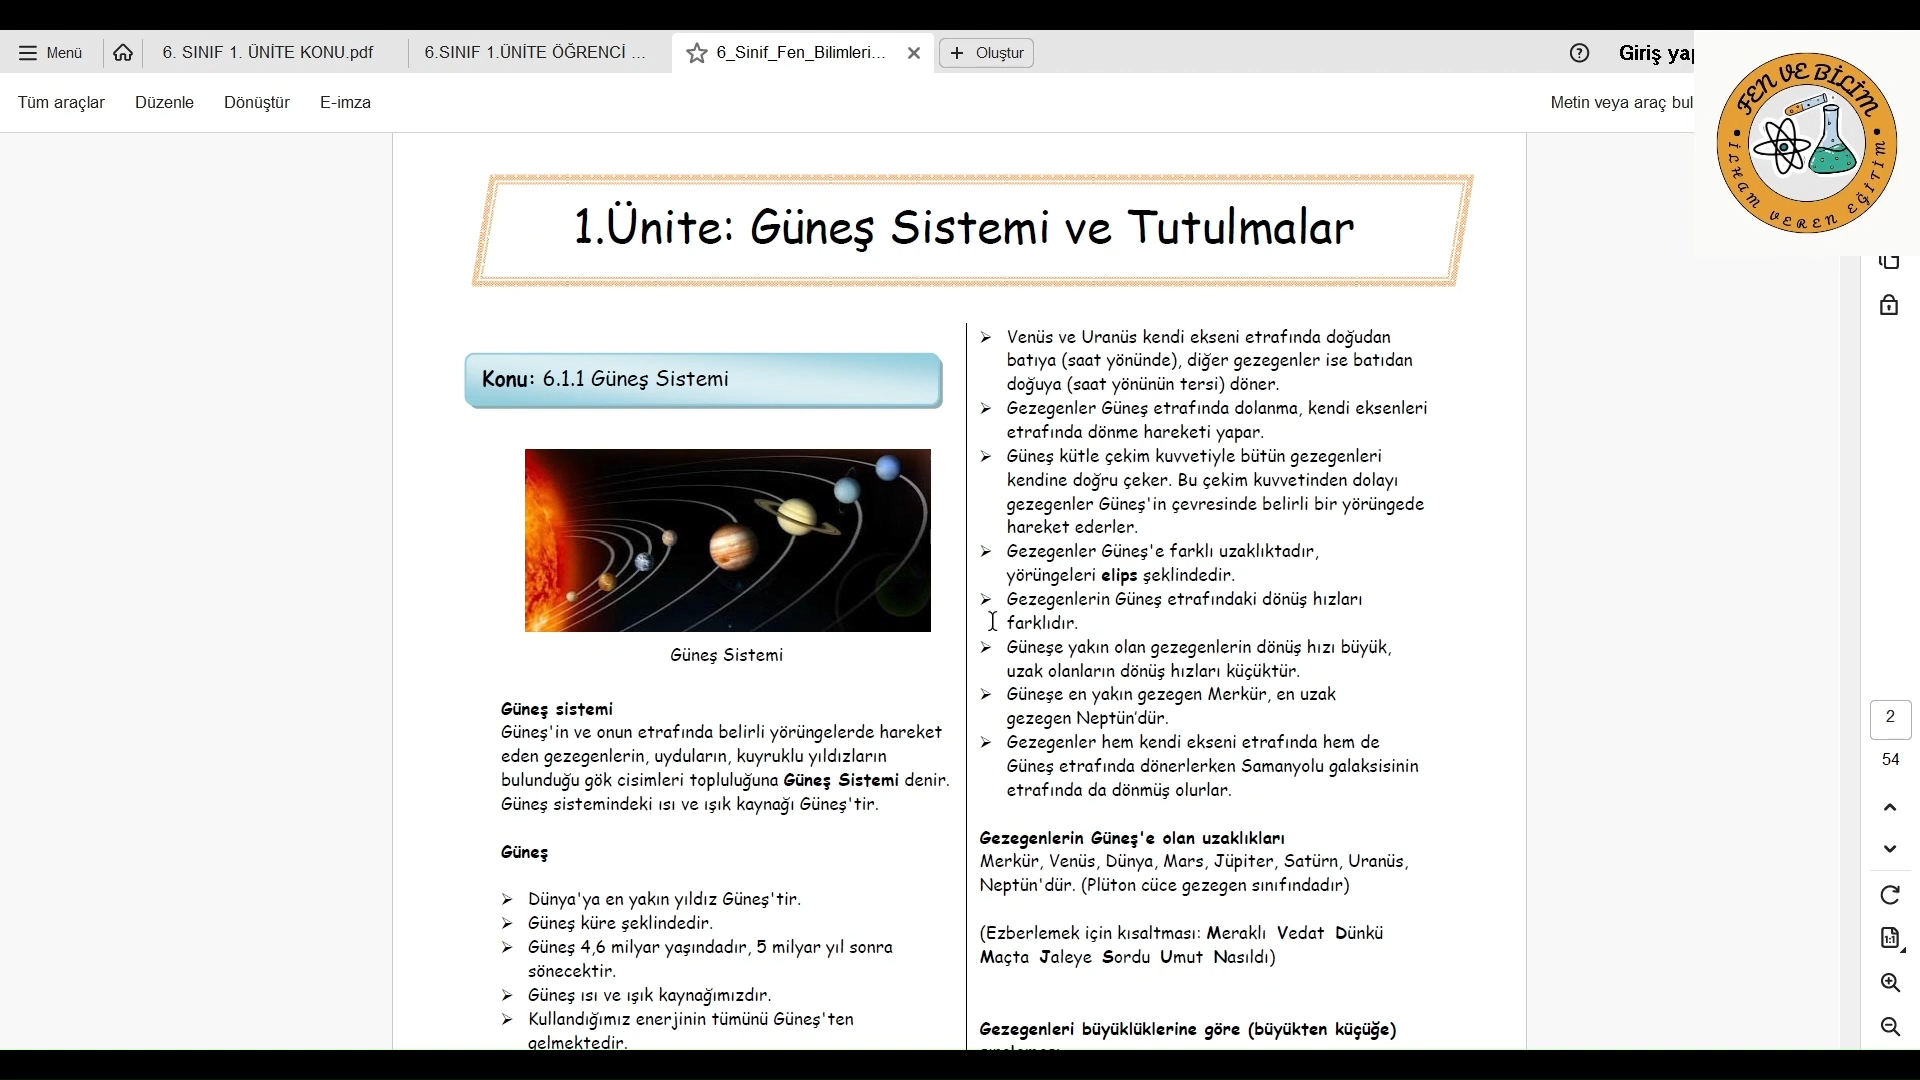 Menü
6. SINIF 1. ÜNİTE KONU.pdf
6.SINIF 1.ÜNİTE ÖĞRENCİ ...
6_Sinif_Fen_Bilimleri...
Oluştur
Giriş yap
Tüm araçlar
Düzenle
Dönüştür
E-imza
Metin veya araç bul
FEN VE BİLİM
İLHAM VEREN EĞİTİM
1.Ünite: Güneş Sistemi ve Tutulmalar
Konu: 6.1.1 Güneş Sistemi
Güneş Sistemi
Güneş sistemi
Güneş'in ve onun etrafında belirli yörüngelerde hareket
eden gezegenlerin, uyduların, kuyruklu yıldızların
bulunduğu gök cisimleri topluluğuna Güneş Sistemi denir.
Güneş sistemindeki ısı ve ışık kaynağı Güneş'tir.
Güneş
➢ Dünya'ya en yakın yıldız Güneş'tir.
➢ Güneş küre şeklindedir.
➢ Güneş 4,6 milyar yaşındadır, 5 milyar yıl sonra
sönecektir.
➢ Güneş ısı ve ışık kaynağımızdır.
➢ Kullandığımız enerjinin tümünü Güneş'ten
gelmektedir.
➢ Venüs ve Uranüs kendi ekseni etrafında doğudan
batıya (saat yönünde), diğer gezegenler ise batıdan
doğuya (saat yönünün tersi) döner.
➢ Gezegenler Güneş etrafında dolanma, kendi eksenleri
etrafında dönme hareketi yapar.
➢ Güneş kütle çekim kuvvetiyle bütün gezegenleri
kendine doğru çeker. Bu çekim kuvvetinden dolayı
gezegenler Güneş'in çevresinde belirli bir yörüngede
hareket ederler.
➢ Gezegenler Güneş'e farklı uzaklıktadır,
yörüngeleri elips şeklindedir.
➢ Gezegenlerin Güneş etrafındaki dönüş hızları
farklıdır.
➢ Güneşe yakın olan gezegenlerin dönüş hızı büyük,
uzak olanların dönüş hızları küçüktür.
➢ Güneşe en yakın gezegen Merkür, en uzak
gezegen Neptün’dür.
➢ Gezegenler hem kendi ekseni etrafında hem de
Güneş etrafında dönerlerken Samanyolu galaksisinin
etrafında da dönmüş olurlar.
Gezegenlerin Güneş'e olan uzaklıkları
Merkür, Venüs, Dünya, Mars, Jüpiter, Satürn, Uranüs,
Neptün'dür. (Plüton cüce gezegen sınıfındadır)
(Ezberlemek için kısaltması: Meraklı Vedat Dünkü
Maçta Jaleye Sordu Umut Nasıldı)
Gezegenleri büyüklüklerine göre (büyükten küçüğe)
2
54